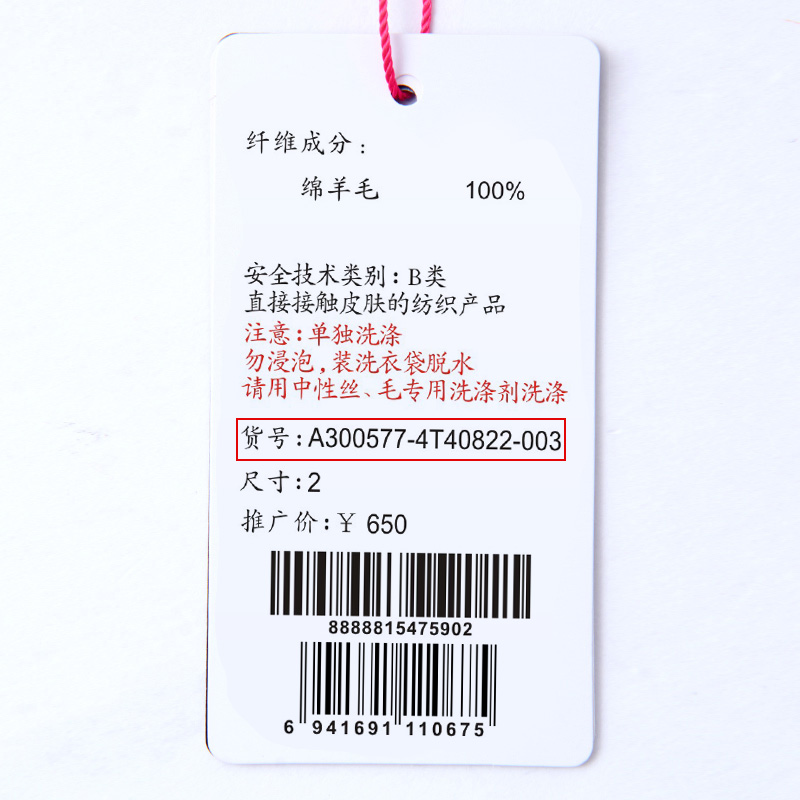 纤维成分:
绵羊毛 100%
安全技术类别: B类
直接接触皮肤的纺织产品
注意: 单独洗涤
勿浸泡, 装洗衣袋脱水
请用中性丝、毛专用洗涤剂洗涤
货号: A300577-4T40822-003
尺寸: 2
推广价: ¥ 650
8888815475902
6 941691 110675